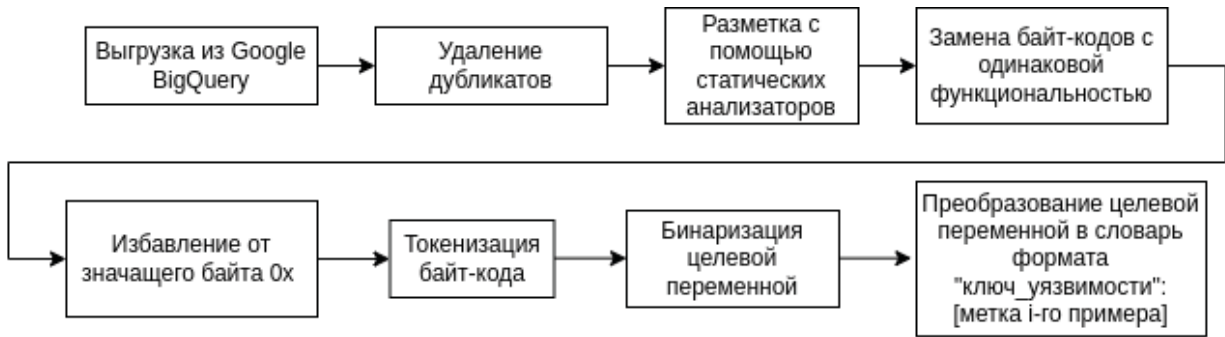 Выгрузка из Google
BigQuery
Удаление
дубликатов
Разметка с
помощью
статических
анализаторов
Замена байт-кодов с
одинаковой
функциональностью
Избавление от
значащего байта 0x
Токенизация
байт-кода
Бинаризация
целевой
переменной
Преобразование целевой
переменной в словарь
формата
"ключ_уязвимости":
[метка i-го примера]